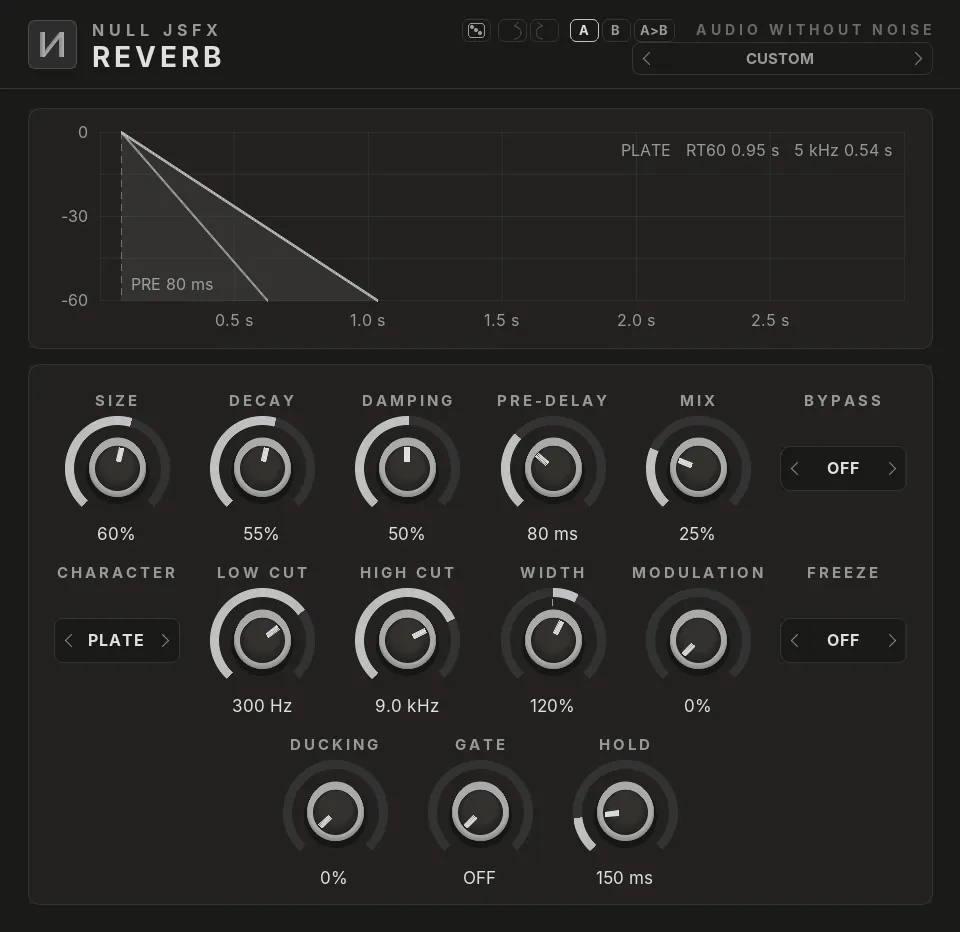 NULL JSFX
REVERB
A B A>B AUDIO WITHOUT NOISE
CUSTOM
0
PLATE RT60 0.95 s 5 kHz 0.54 s
-30
PRE 80 ms
-60
0.5 s 1.0 s 1.5 s 2.0 s 2.5 s
SIZE DECAY DAMPING PRE-DELAY MIX BYPASS
OFF
60% 55% 50% 80 ms 25%
CHARACTER LOW CUT HIGH CUT WIDTH MODULATION FREEZE
PLATE OFF
300 Hz 9.0 kHz 120% 0%
DUCKING GATE HOLD
0% OFF 150 ms